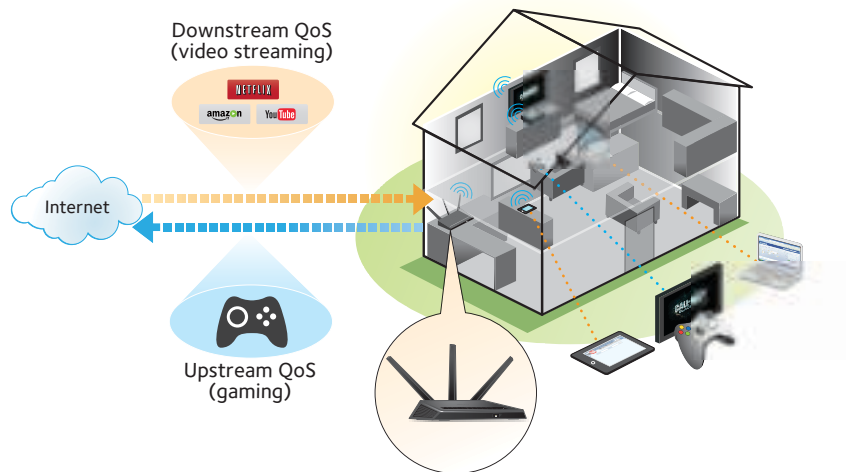 Downstream QoS
(video streaming)
NETFLIX
amazon
YouTube
Internet
Upstream QoS
(gaming)